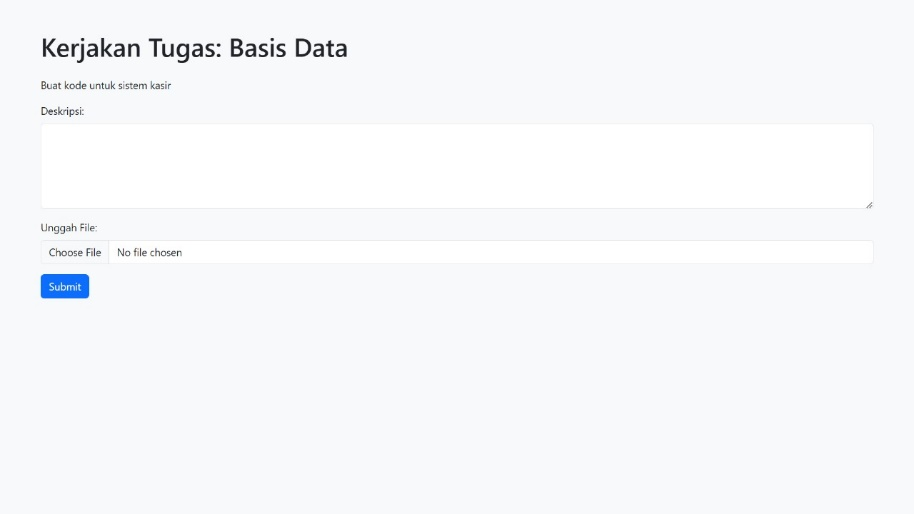 Kerjakan Tugas: Basis Data
Buat kode untuk sistem kasir
Deskripsi:
Unggah File:
Choose File No file chosen
Submit